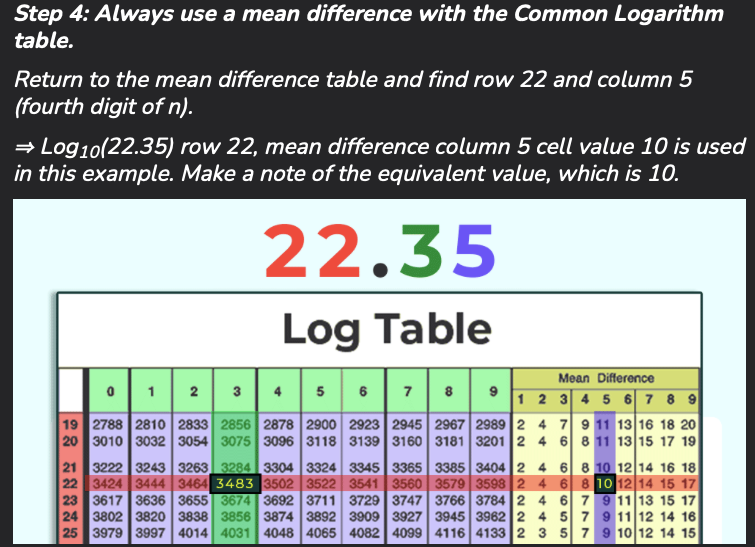 Step 4: Always use a mean difference with the Common Logarithm
table.
Return to the mean difference table and find row 22 and column 5
(fourth digit of n).
⇒ Log10(22.35) row 22, mean difference column 5 cell value 10 is used
in this example. Make a note of the equivalent value, which is 10.
22.35
Log Table
Mean Difference
0 1 2 3 4 5 6 7 8 9 1 2 3 4 5 6 7 8 9
19 2788 2810 2833 2856 2878 2900 2923 2945 2967 2989 2 4 7 9 11 13 16 18 20
20 3010 3032 3054 3075 3096 3118 3139 3160 3181 3201 2 4 6 8 11 13 15 17 19
21 3222 3243 3263 3284 3304 3324 3345 3365 3385 3404 2 4 6 8 10 12 14 16 18
22 3424 3444 3464 3483 3502 3522 3541 3560 3579 3598 2 4 6 8 10 12 14 15 17
23 3617 3636 3655 3674 3692 3711 3729 3747 3766 3784 2 4 6 7 9 11 13 15 17
24 3802 3820 3838 3856 3874 3892 3909 3927 3945 3962 2 4 5 7 9 11 12 14 16
25 3979 3997 4014 4031 4048 4065 4082 4099 4116 4133 2 3 5 7 9 10 12 14 15